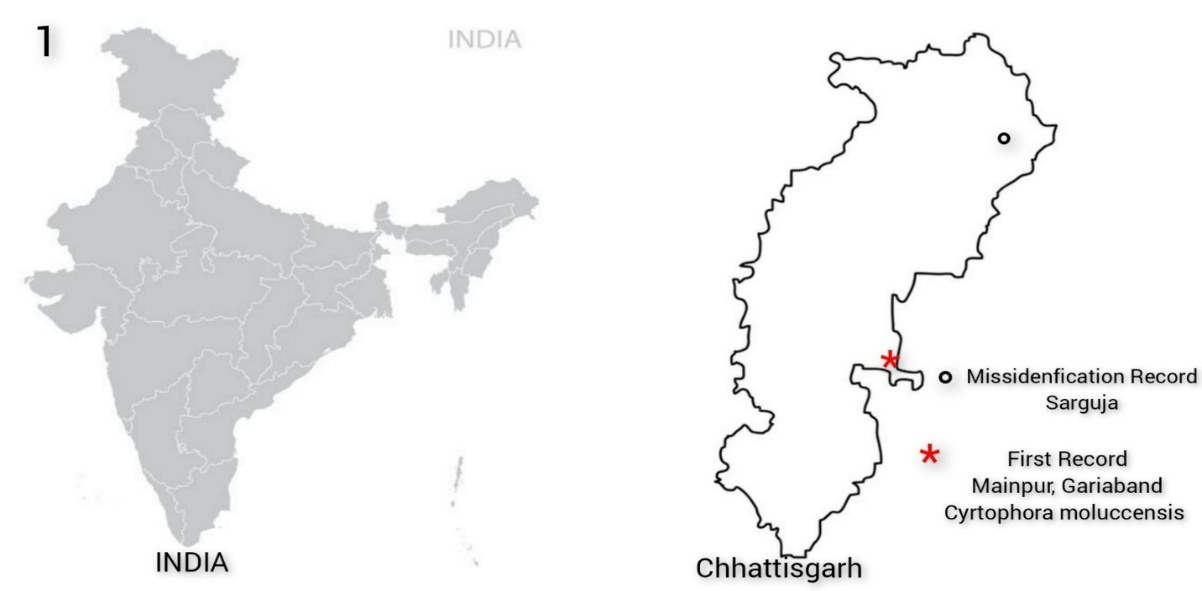 1
INDIA
INDIA
Missidenfication Record
Sarguja
*
First Record
Mainpur, Gariaband
Cyrtophora moluccensis
Chhattisgarh